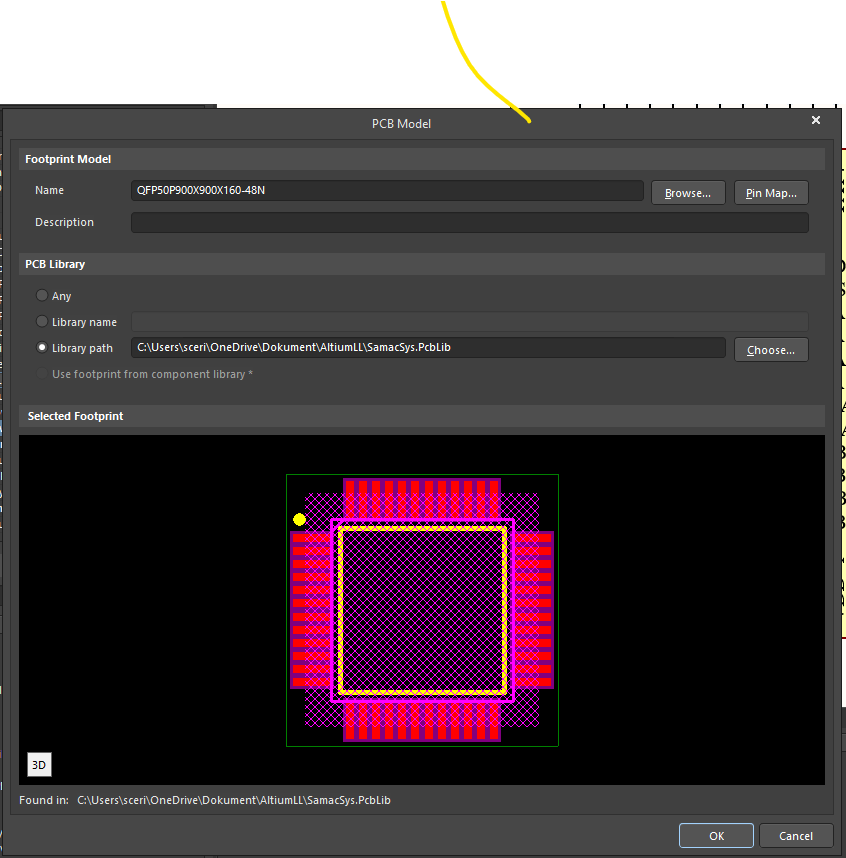 PCB Model
Footprint Model
Name QFP50P900X900X160-48N Browse... Pin Map...
Description
PCB Library
Any
Library name
Library path C:\Users\sceri\OneDrive\Dokument\AltiumLL\SamacSys.PcbLib Choose...
Use footprint from component library *
Selected Footprint
3D
Found in: C:\Users\sceri\OneDrive\Dokument\AltiumLL\SamacSys.PcbLib
OK Cancel